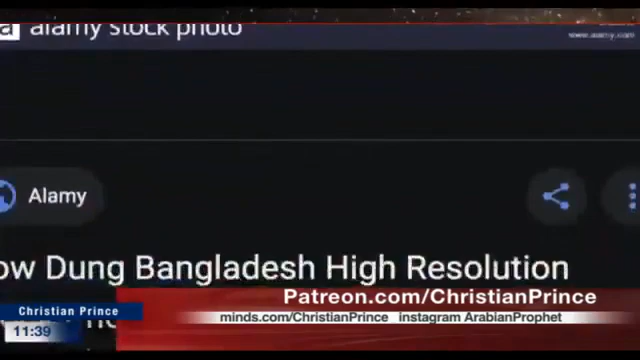 a alamy stock photo
www.alamy.com
Alamy
ow Dung Bangladesh High Resolution
Patreon.com/ChristianPrince
Christian Prince
minds.com/ChristianPrince instagram ArabianProphet
11:39